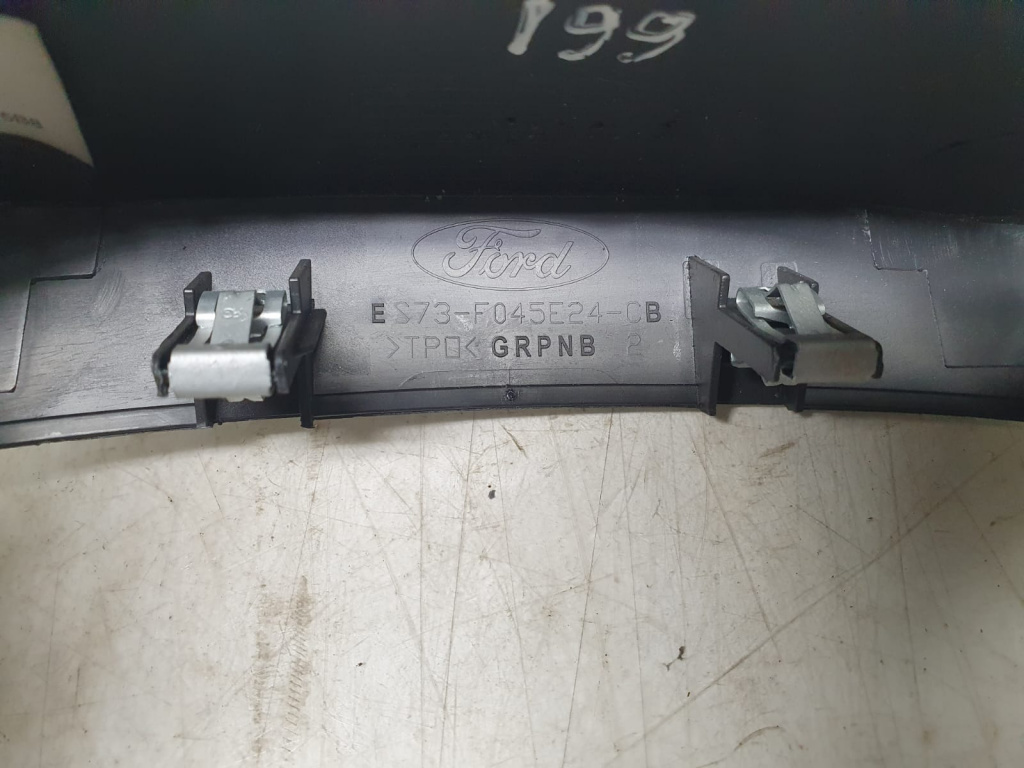 199
Ford
ES73-F045E24-CB
>TPO< GRPNB 2